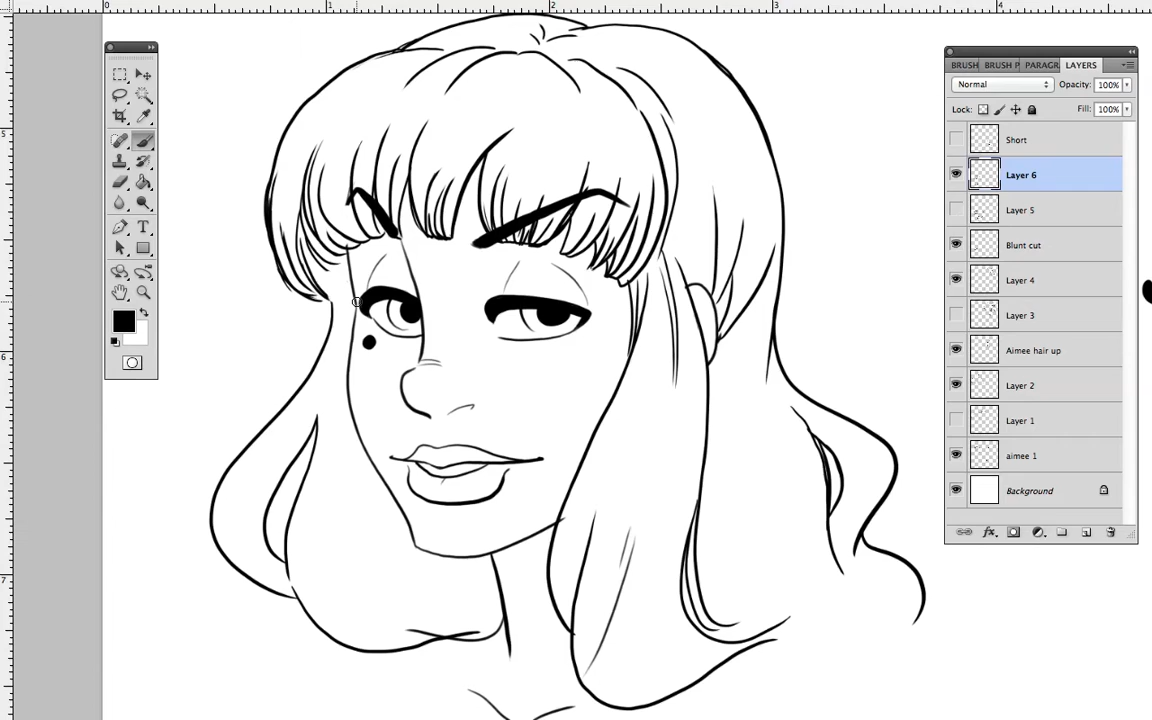 0 1 2 3 4
5
6
7
BRUSH BRUSH P PARAGR. LAYERS
Normal Opacity: 100%
Lock: Fill: 100%
Short
Layer 6
Layer 5
Blunt cut
Layer 4
Layer 3
Aimee hair up
Layer 2
Layer 1
aimee 1
Background